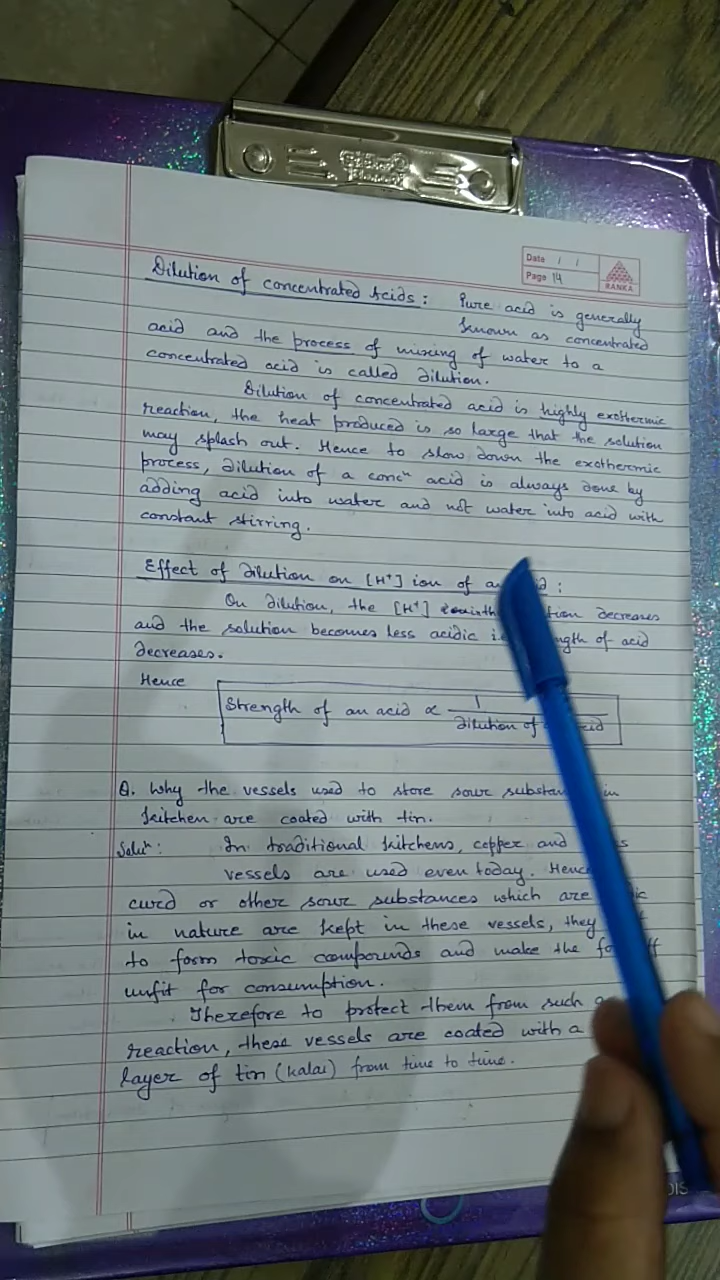 Date / /
Page 14
RANKA
Dilution of concentrated Acids : Pure acid is generally
known as concentrated
acid and the process of mixing of water to a
concentrated acid is called dilution.
Dilution of concentrated acid is highly exothermic
reaction, the heat produced is so large that the solution
may splash out. Hence to slow down the exothermic
process, dilution of a concⁿ acid is always done by
adding acid into water and not water into acid with
constant stirring.
Effect of dilution on [H⁺] ion of an :
On dilution, the [H⁺] decreases
and the solution becomes less acidic of acid
decreases.
Hence
Strength of an acid ∝ 1
dilution of
Q. Why the vessels used to store sour in
kitchen are coated with tin.
Soluⁿ : In traditional kitchens, copper and
vessels are used even today.
curd or other sour substances which are
in nature are kept in these vessels, they
to form toxic compounds and make the
unfit for consumption.
Therefore to protect them from such
reaction, these vessels are coated with a
layer of tin (kalai) from time to time.